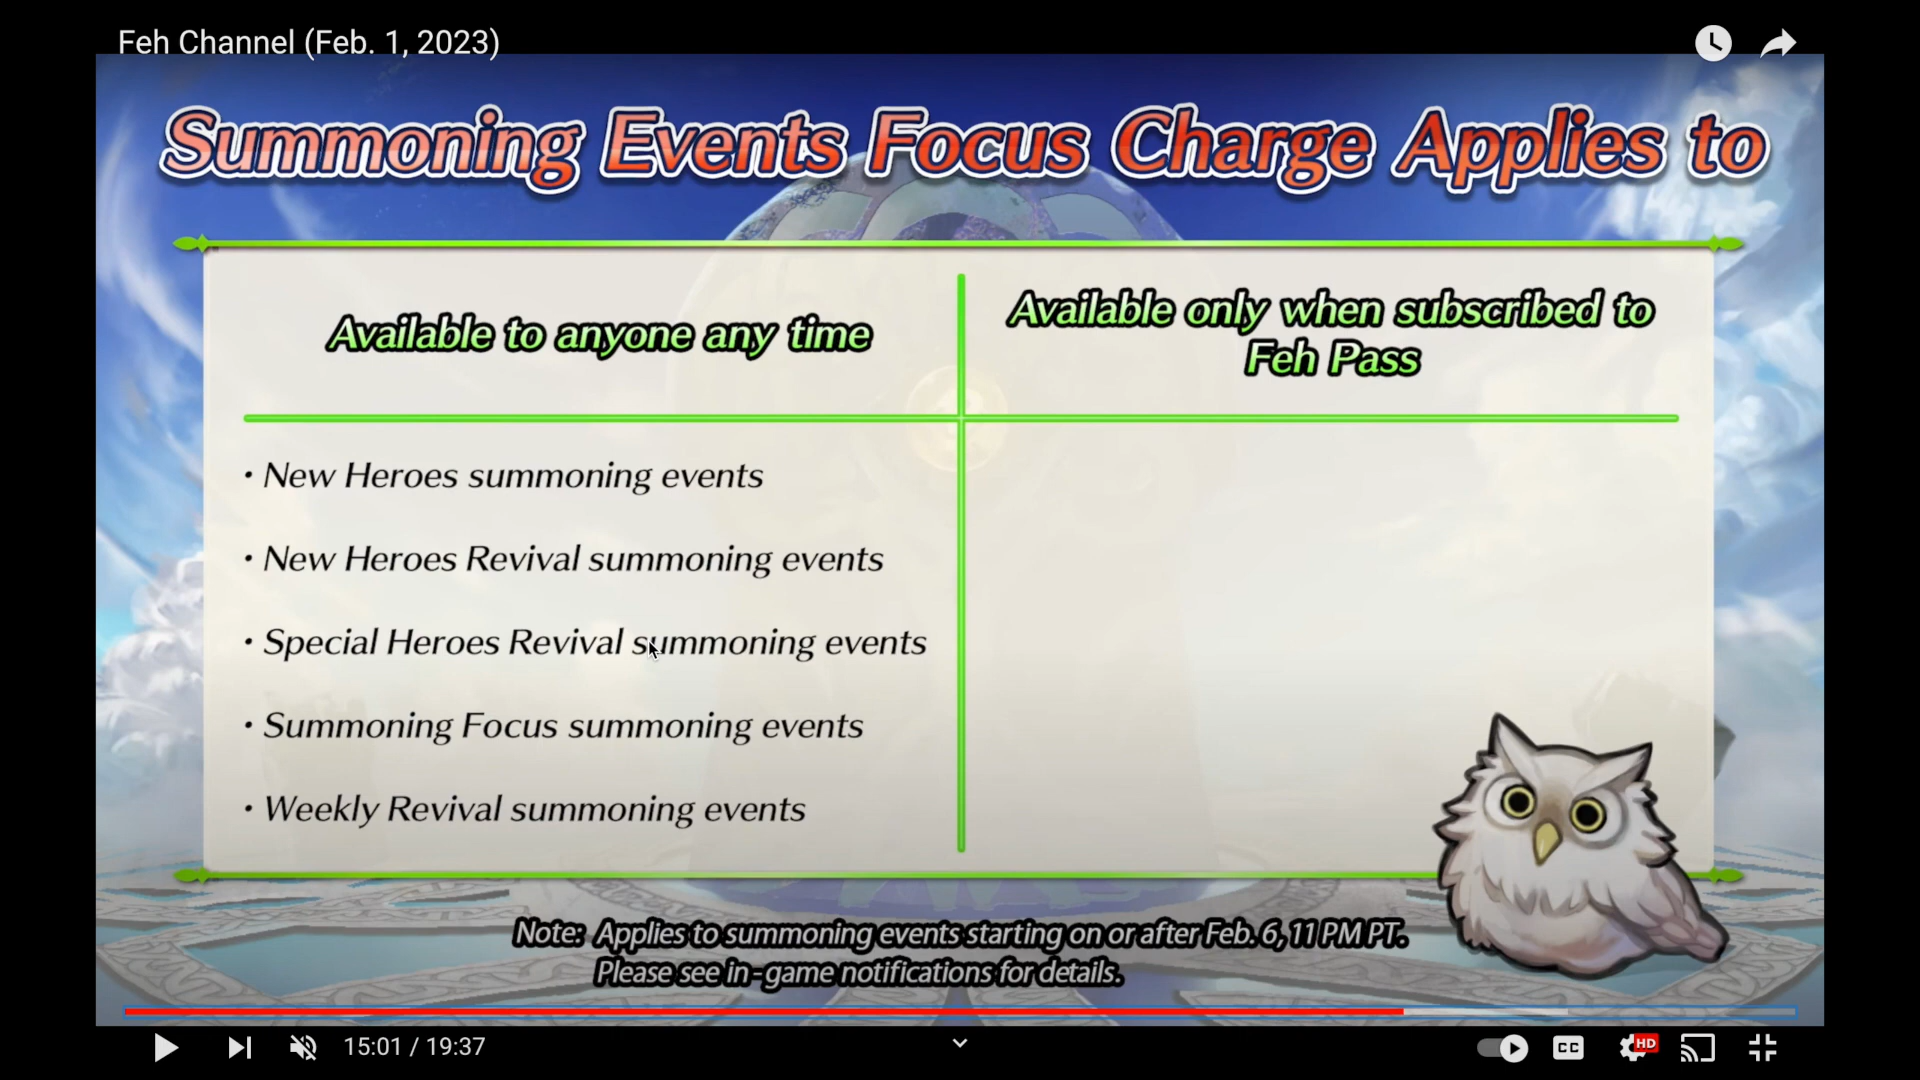 Feh Channel (Feb. 1, 2023)
Summoning Events Focus Charge Applies to
Available to anyone any time
Available only when subscribed to
Feh Pass
• New Heroes summoning events
• New Heroes Revival summoning events
• Special Heroes Revival summoning events
• Summoning Focus summoning events
• Weekly Revival summoning events
Note: Applies to summoning events starting on or after Feb. 6, 11 PM PT.
Please see in-game notifications for details.
15:01 / 19:37
CC
HD